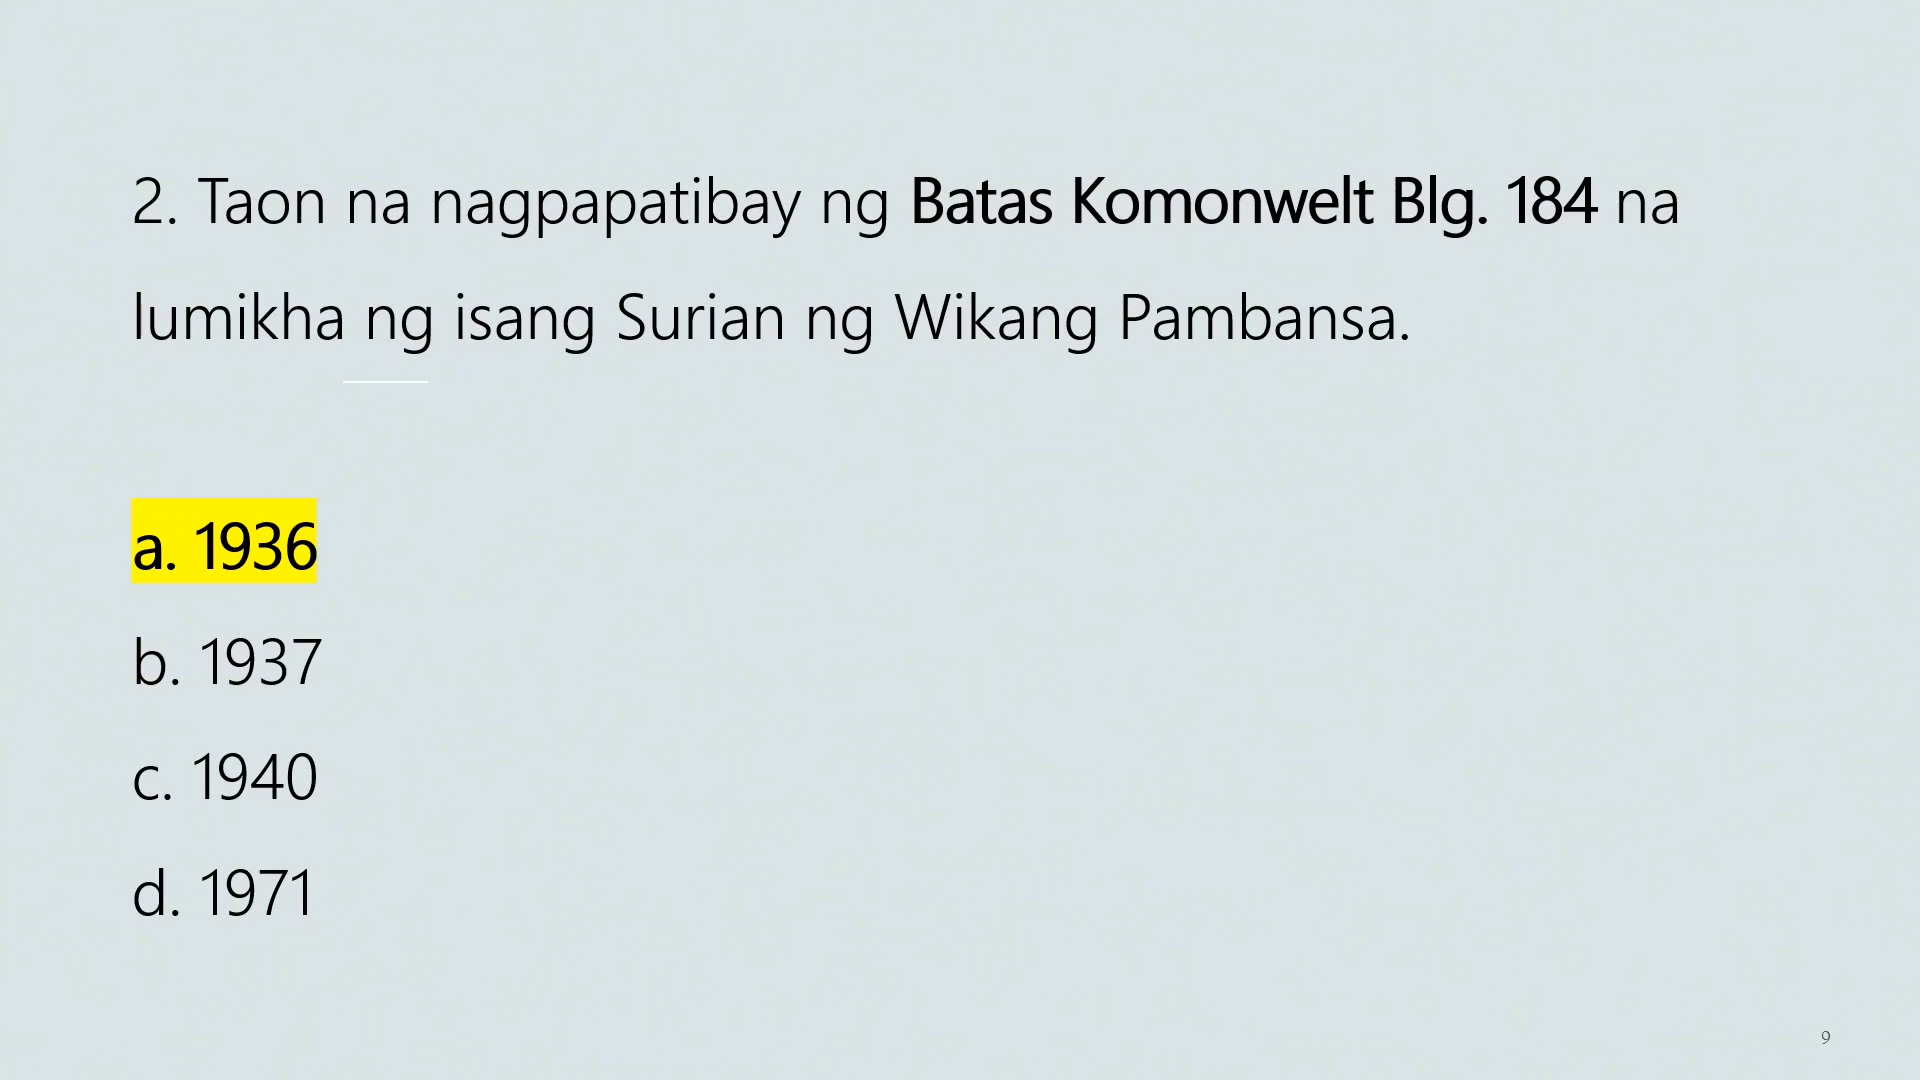 2. Taon na nagpapatibay ng Batas Komonwelt Blg. 184 na
lumikha ng isang Surian ng Wikang Pambansa.
a. 1936
b. 1937
c. 1940
d. 1971
9